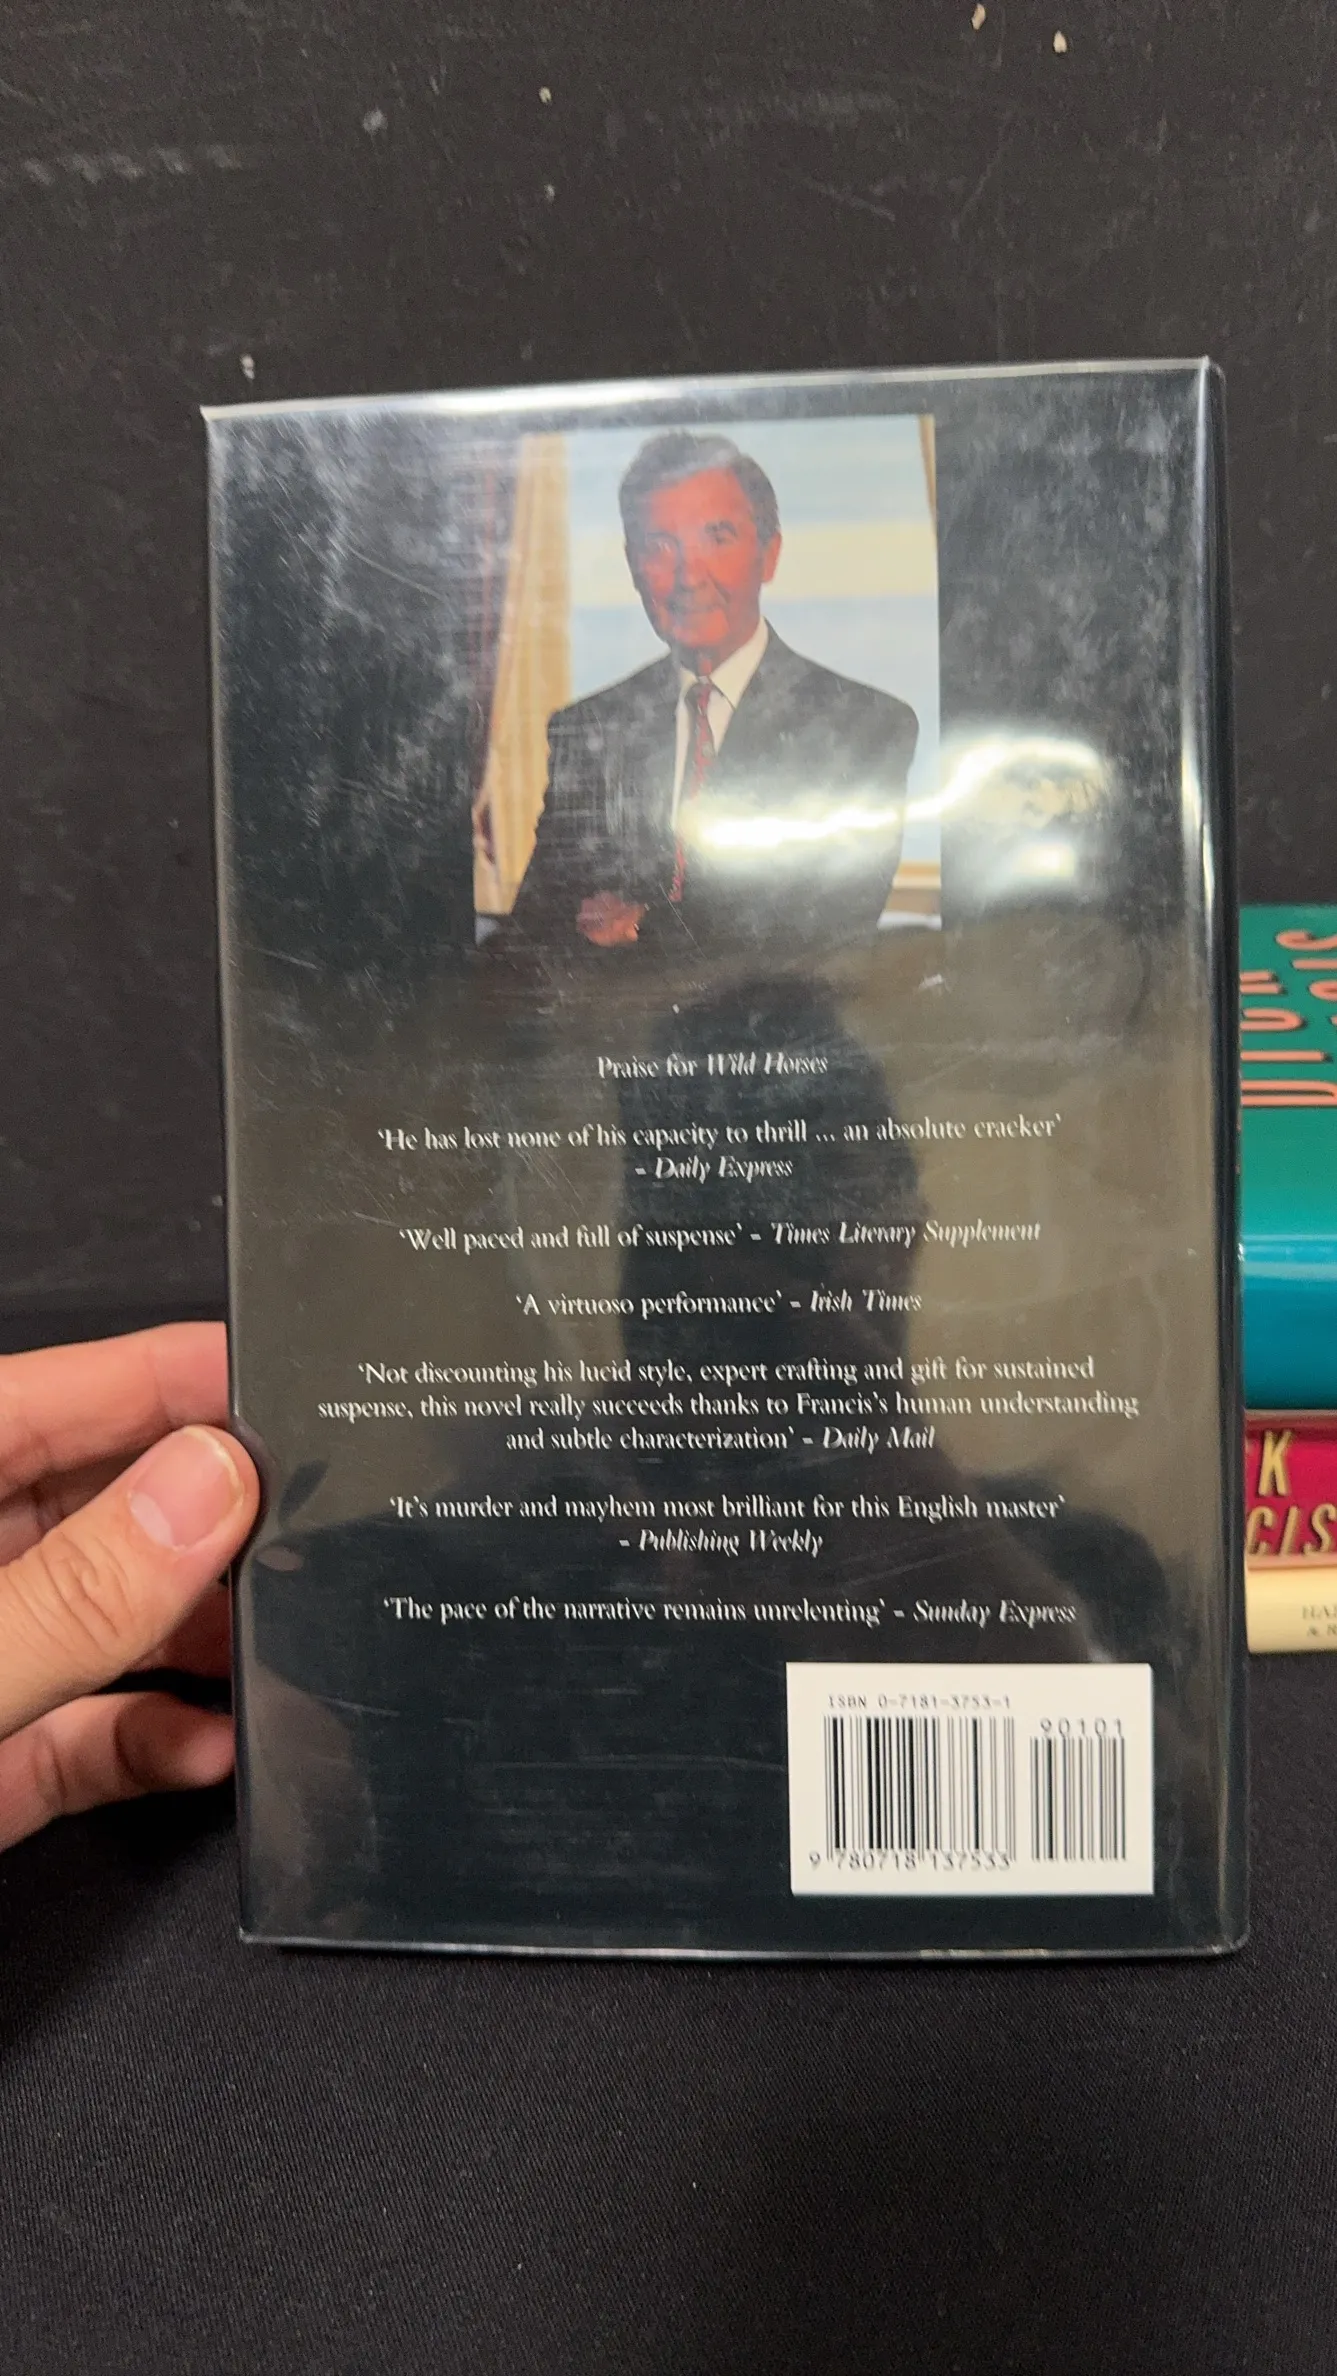 Praise for Wild Horses
‘He has lost none of his capacity to thrill ... an absolute cracker’
- Daily Express
‘Well paced and full of suspense’ - Times Literary Supplement
‘A virtuoso performance’ - Irish Times
‘Not discounting his lucid style, expert crafting and gift for sustained
suspense, this novel really succeeds thanks to Francis’s human understanding
and subtle characterization’ - Daily Mail
‘It’s murder and mayhem most brilliant for this English master’
- Publishing Weekly
‘The pace of the narrative remains unrelenting’ - Sunday Express
ISBN 0-7181-3753-1
90101
9 780718 137533
DICK
CIS
K
CIS